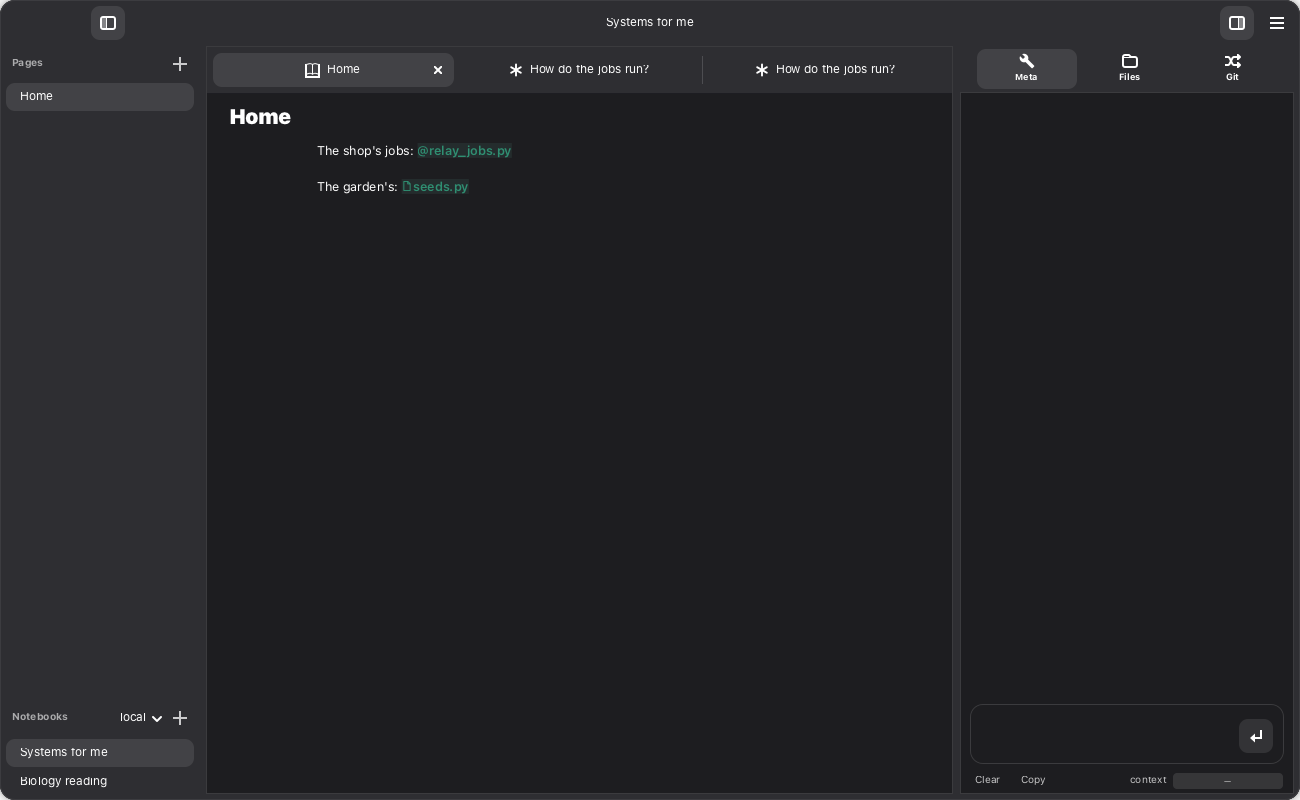 Systems for me
Pages
Home
Home
How do the jobs run?
How do the jobs run?
Meta
Files
Git
Home
The shop's jobs: @relay_jobs.py
The garden's: seeds.py
Notebooks
local
Systems for me
Biology reading
Clear
Copy
context
–